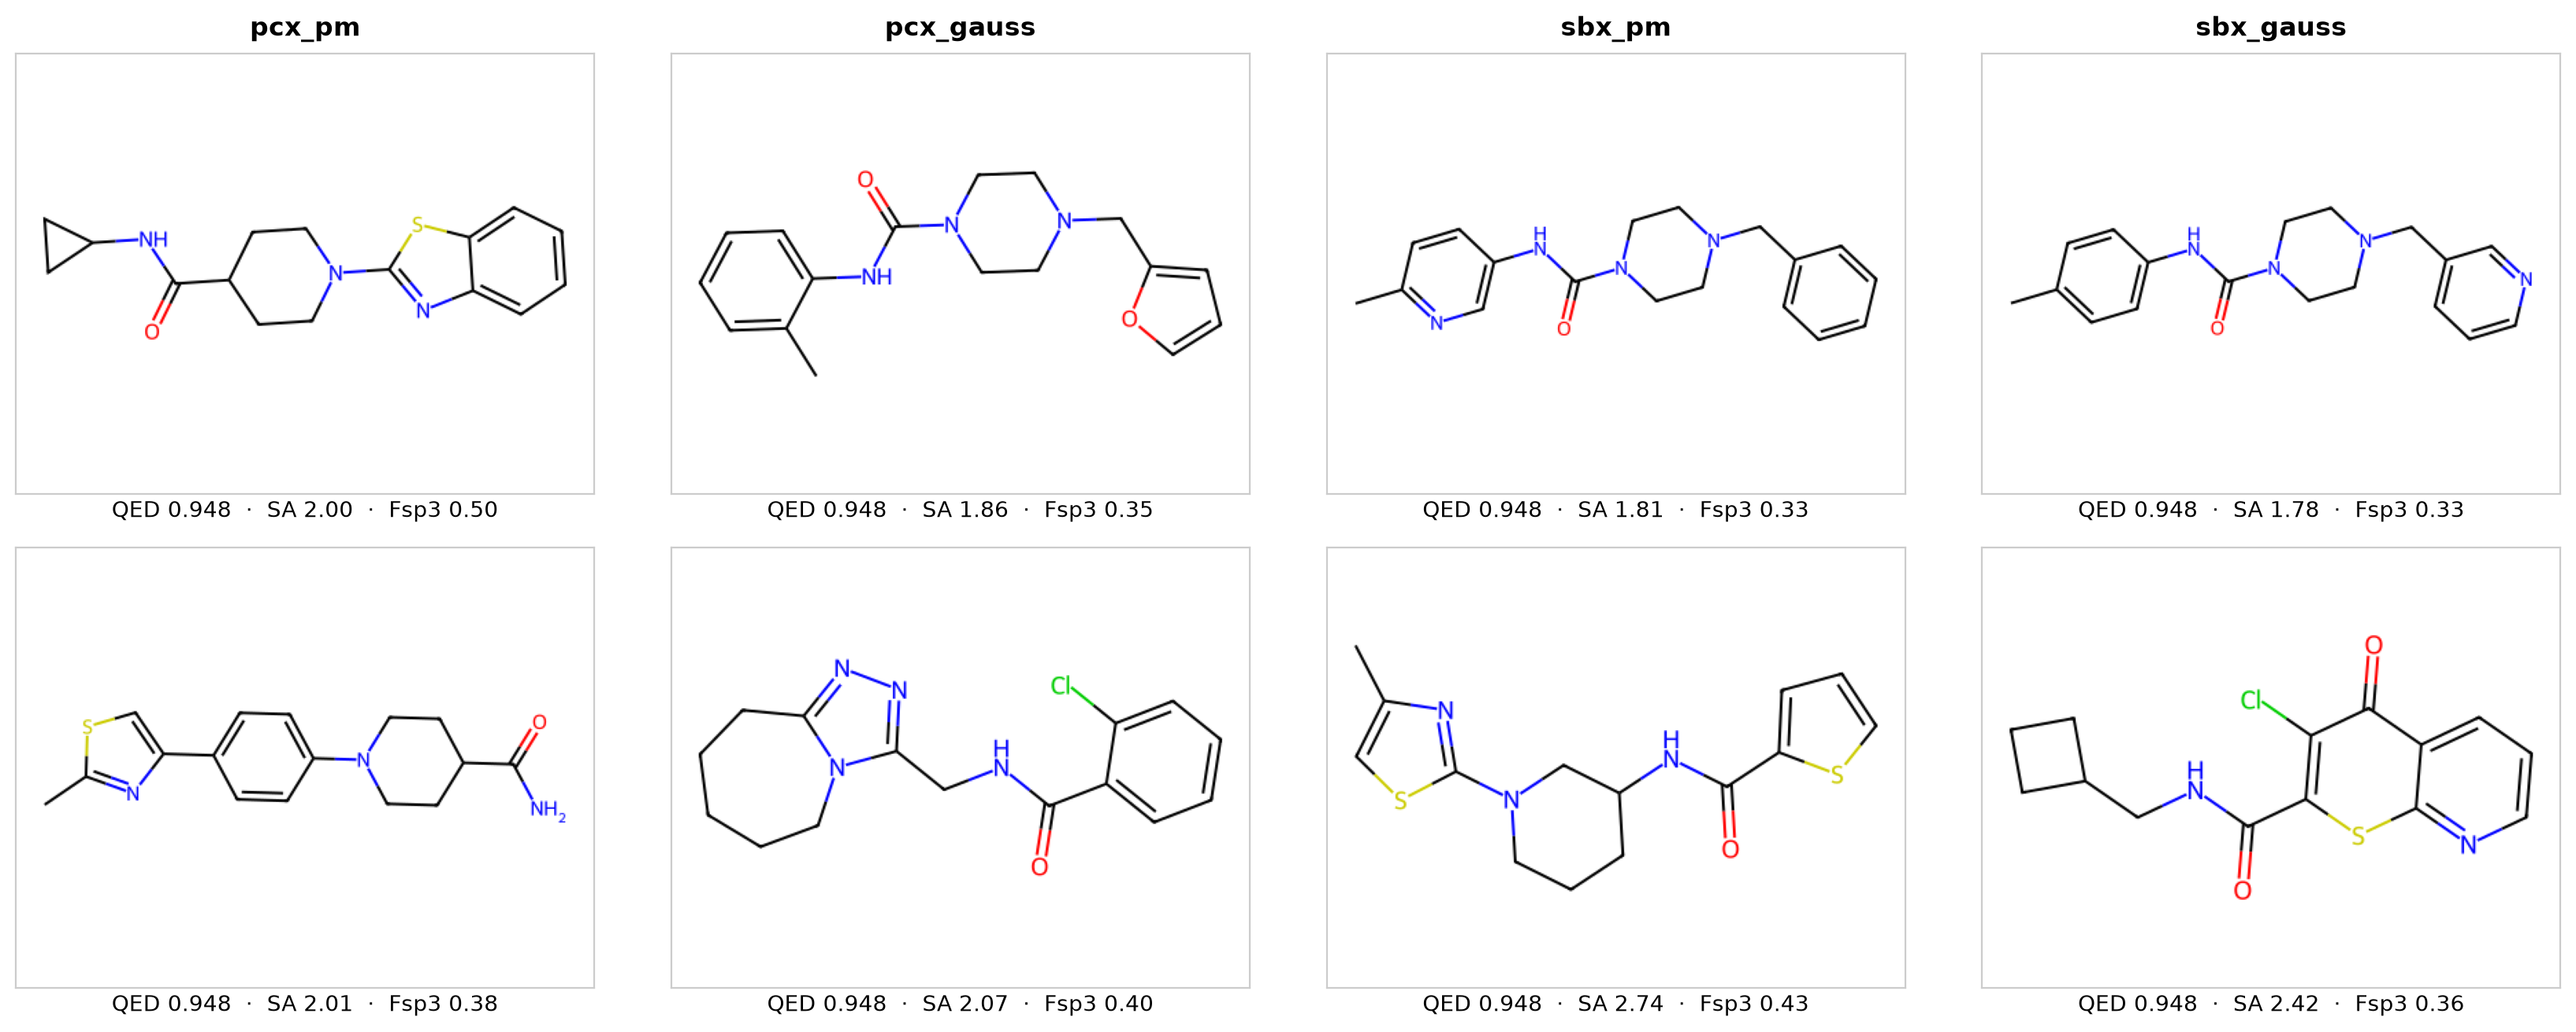 pcx_pm pcx_gauss sbx_pm sbx_gauss
O
NH
N
S
N
O
O
N
N
NH
O
H
N
N
N
N
O
H
N
N
N
N
O
QED 0.948 · SA 2.00 · Fsp3 0.50
QED 0.948 · SA 1.86 · Fsp3 0.35
QED 0.948 · SA 1.81 · Fsp3 0.33
QED 0.948 · SA 1.78 · Fsp3 0.33
S
N
N
O
NH2
N
N
N
H
N
O
Cl
N
S
N
H
N
O
S
O
Cl
H
N
O
S
N
QED 0.948 · SA 2.01 · Fsp3 0.38
QED 0.948 · SA 2.07 · Fsp3 0.40
QED 0.948 · SA 2.74 · Fsp3 0.43
QED 0.948 · SA 2.42 · Fsp3 0.36